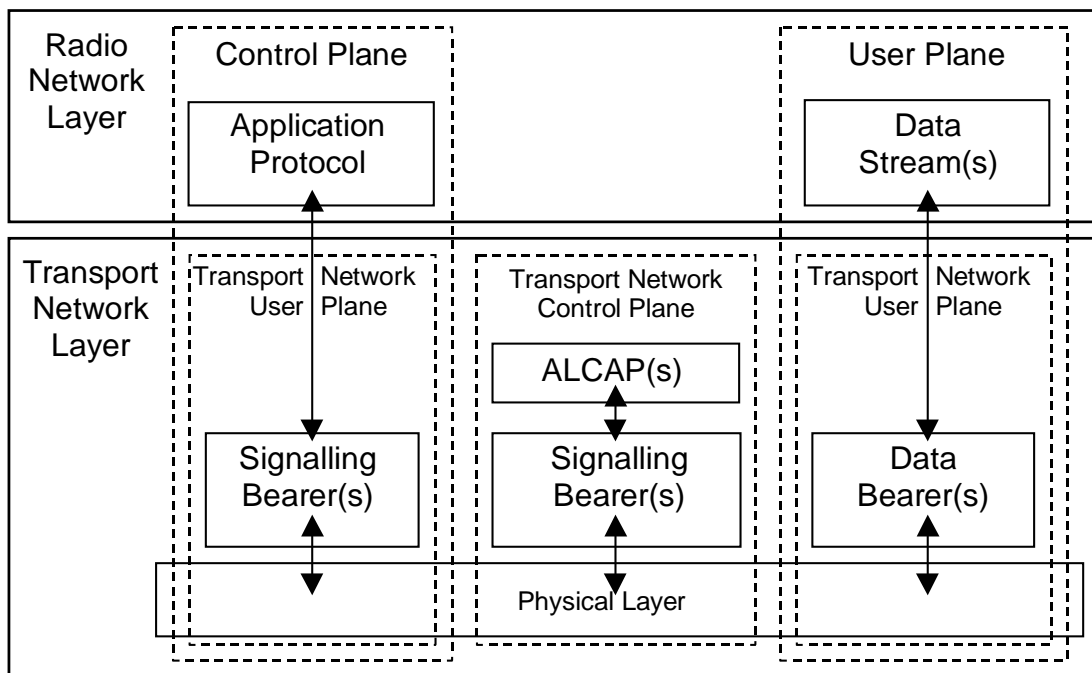 Radio
Network
Layer
Control Plane
User Plane
Application
Protocol
Data
Stream(s)
Transport
Network
Layer
Transport Network
User Plane
Transport Network
Control Plane
Transport Network
User Plane
ALCAP(s)
Signalling
Bearer(s)
Signalling
Bearer(s)
Data
Bearer(s)
Physical Layer